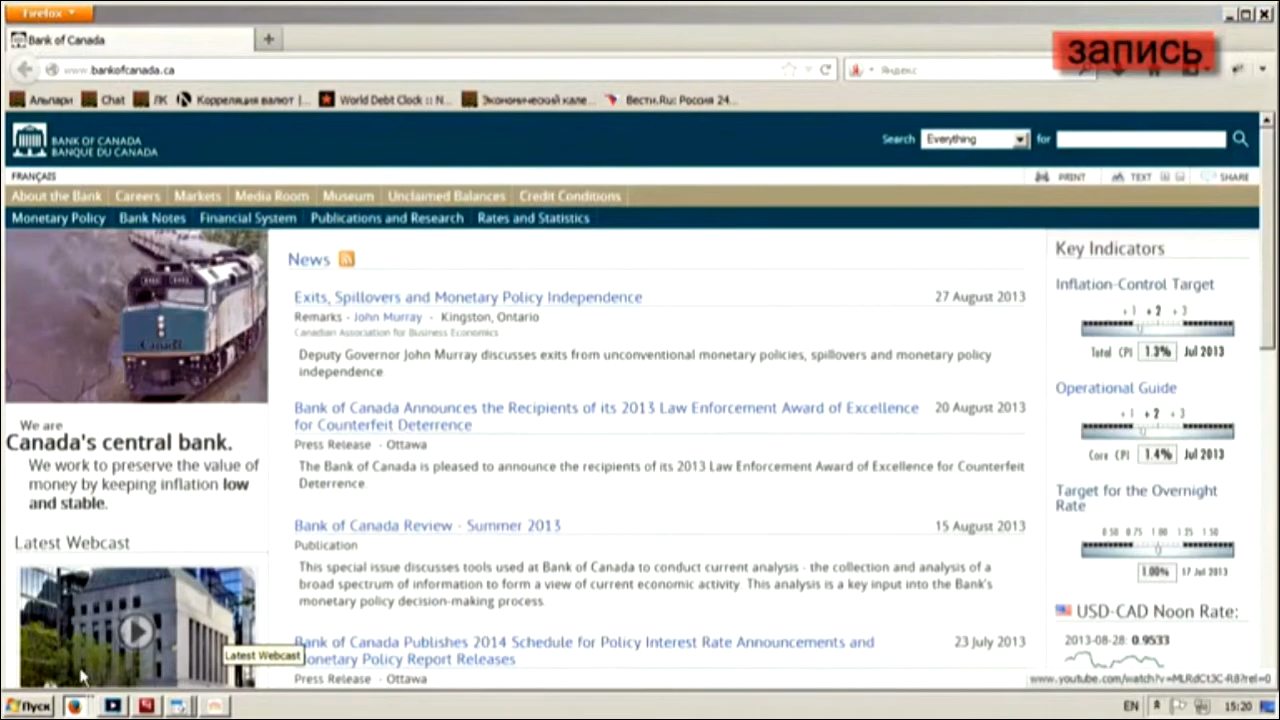 Firefox
Bank of Canada
запись
www.bankofcanada.ca
Яндекс
Альпари
Chat
ЛК
Корреляция валют |...
World Debt Clock :: N...
Экономический кале...
Вести.Ru: Россия 24...
BANK OF CANADA
BANQUE DU CANADA
Search
Everything
for
FRANÇAIS
PRINT
TEXT
SHARE
About the Bank
Careers
Markets
Media Room
Museum
Unclaimed Balances
Credit Conditions
Monetary Policy
Bank Notes
Financial System
Publications and Research
Rates and Statistics
Canada
We are
Canada's central bank.
We work to preserve the value of
money by keeping inflation low
and stable.
Latest Webcast
Latest Webcast
News
Exits, Spillovers and Monetary Policy Independence
27 August 2013
Remarks - John Murray - Kingston, Ontario
Canadian Association for Business Economics
Deputy Governor John Murray discusses exits from unconventional monetary policies, spillovers and monetary policy
independence
Bank of Canada Announces the Recipients of its 2013 Law Enforcement Award of Excellence
for Counterfeit Deterrence
20 August 2013
Press Release - Ottawa
The Bank of Canada is pleased to announce the recipients of its 2013 Law Enforcement Award of Excellence for Counterfeit
Deterrence.
Bank of Canada Review - Summer 2013
15 August 2013
Publication
This special issue discusses tools used at Bank of Canada to conduct current analysis - the collection and analysis of a
broad spectrum of information to form a view of current economic activity. This analysis is a key input into the Bank's
monetary policy decision-making process.
Bank of Canada Publishes 2014 Schedule for Policy Interest Rate Announcements and
Monetary Policy Report Releases
23 July 2013
Press Release - Ottawa
Key Indicators
Inflation-Control Target
+1 +2 +3
Total CPI 1.3% Jul 2013
Operational Guide
+1 +2 +3
Core CPI 1.4% Jul 2013
Target for the Overnight
Rate
0.50 0.75 1.00 1.25 1.50
1.00% 17 Jul 2013
USD-CAD Noon Rate:
2013-08-28: 0.9533
www.youtube.com/watch?v=MLRdCt3C-R8?rel=0
Пуск
EN
15:20